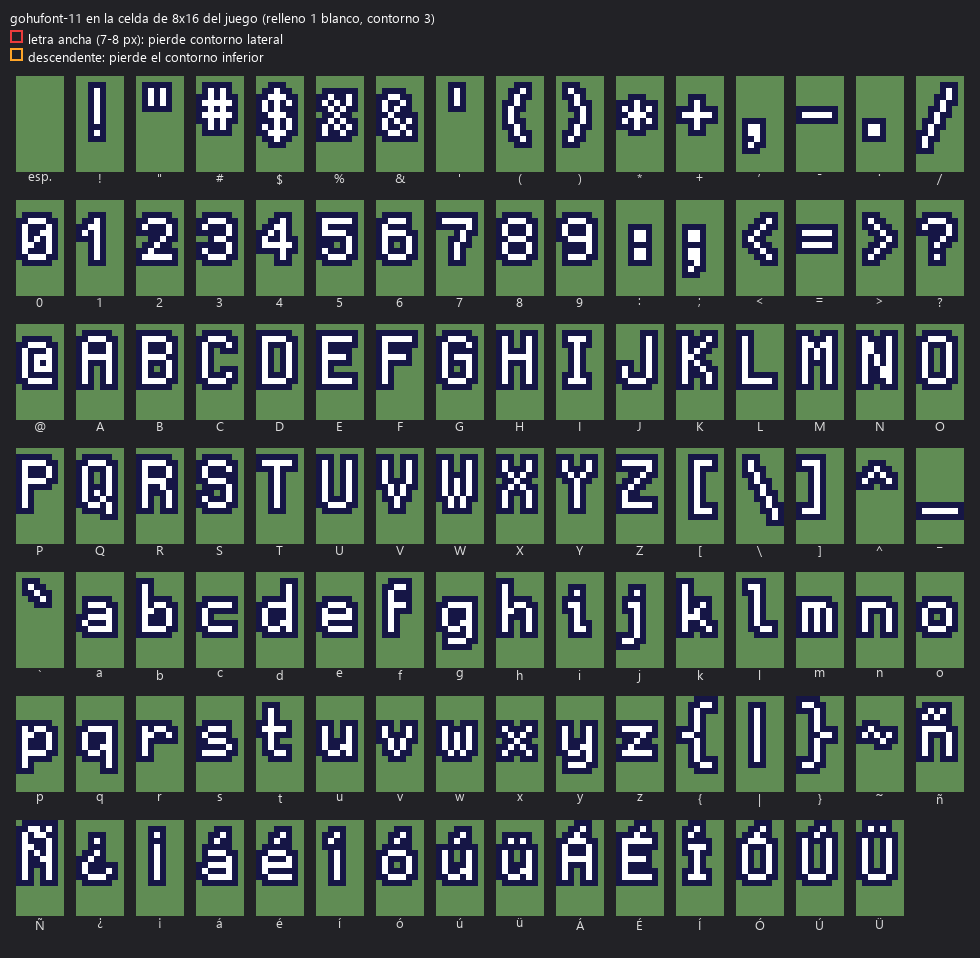 gohufont-11 en la celda de 8x16 del juego (relleno 1 blanco, contorno 3)
letra ancha (7-8 px): pierde contorno lateral
descendente: pierde el contorno inferior
! " # $ % & ' ( ) * + , - . /
esp. ! " # $ % & ' ( ) * + , - . /
0 1 2 3 4 5 6 7 8 9 : ; < = > ?
0 1 2 3 4 5 6 7 8 9 : ; < = > ?
@ A B C D E F G H I J K L M N O
@ A B C D E F G H I J K L M N O
P Q R S T U V W X Y Z [ \ ] ^ _
P Q R S T U V W X Y Z [ \ ] ^ _
` a b c d e f g h i j k l m n o
` a b c d e f g h i j k l m n o
p q r s t u v w x y z { | } ~ ñ
p q r s t u v w x y z { | } ~ ñ
Ñ ¿ ¡ á é í ó ú ü Á É Í Ó Ú Ü
Ñ ¿ ¡ á é í ó ú ü Á É Í Ó Ú Ü